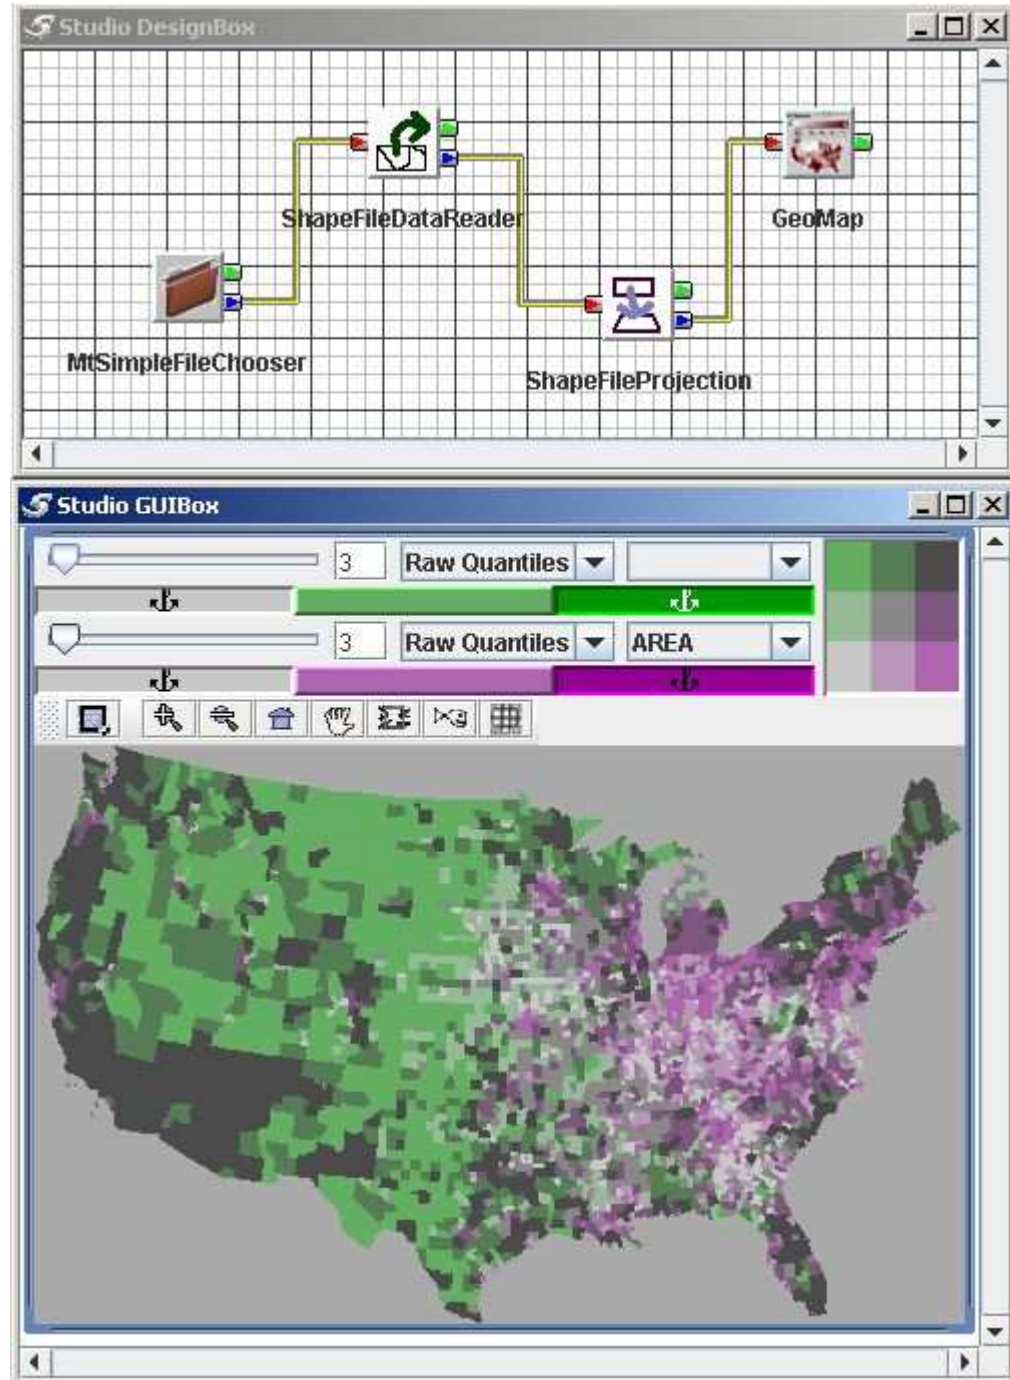 Studio DesignBox
ShapeFileDataReader
GeoMap
MtSimpleFileChooser
ShapeFileProjection
Studio GUIBox
3 Raw Quantiles
3 Raw Quantiles AREA